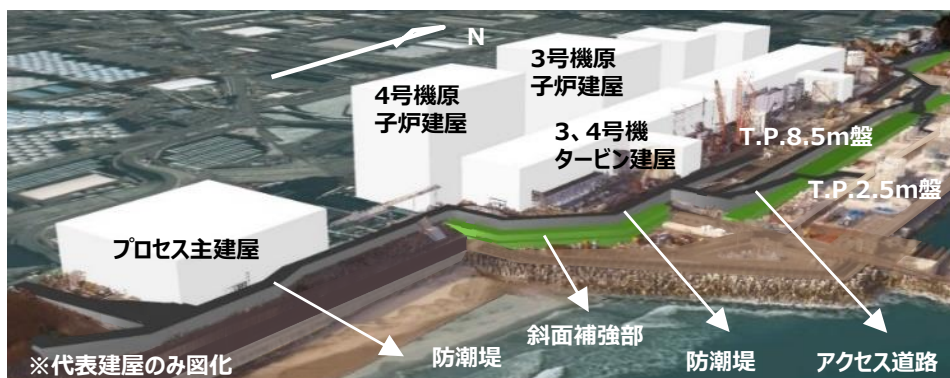 N
3号機原
子炉建屋
4号機原
子炉建屋
3、4号機
タービン建屋
T.P.8.5m盤
T.P.2.5m盤
プロセス主建屋
斜面補強部
防潮堤
防潮堤
アクセス道路
※代表建屋のみ図化